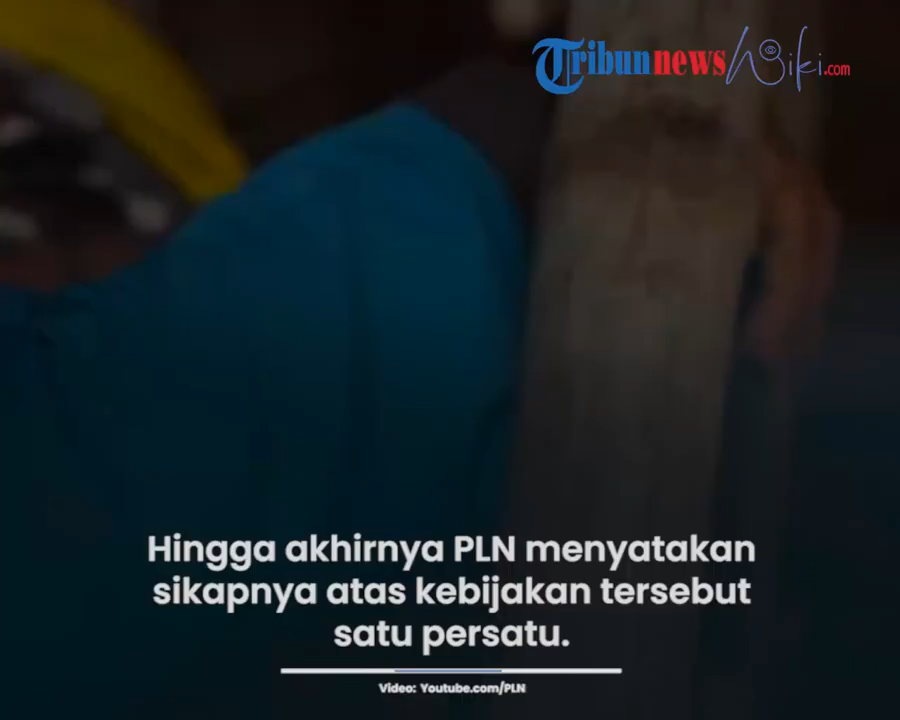 TribunnewsWiki.com
Hingga akhirnya PLN menyatakan
sikapnya atas kebijakan tersebut
satu persatu.
Video: Youtube.com/PLN